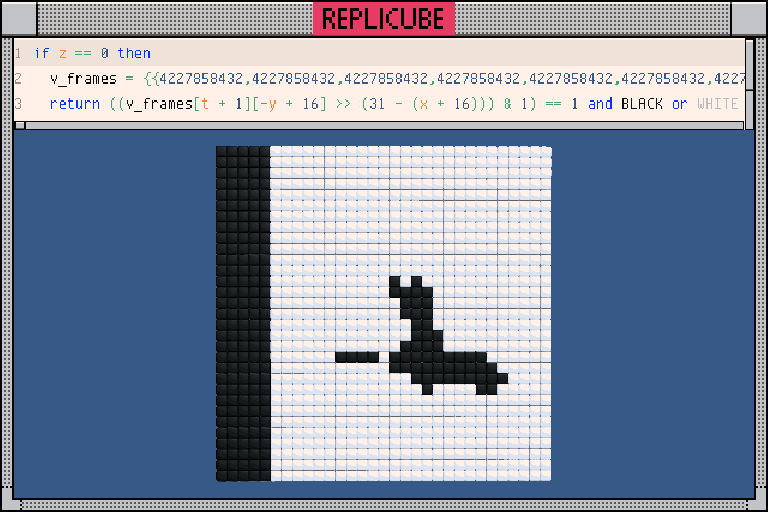 REPLICUBE
1 if z == 0 then
2 v_frames = {{4227858432,4227858432,4227858432,4227858432,4227858432,4227858432,4227
3 return ((v_frames[t + 1][-y + 16] >> (31 - (x + 16))) & 1) == 1 and BLACK or WHITE